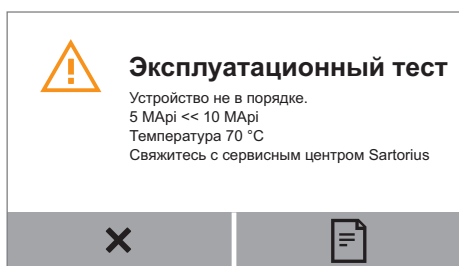 Эксплуатационный тест
Устройство не в порядке.
5 MApi << 10 MApi
Температура 70 °C
Свяжитесь с сервисным центром Sartorius